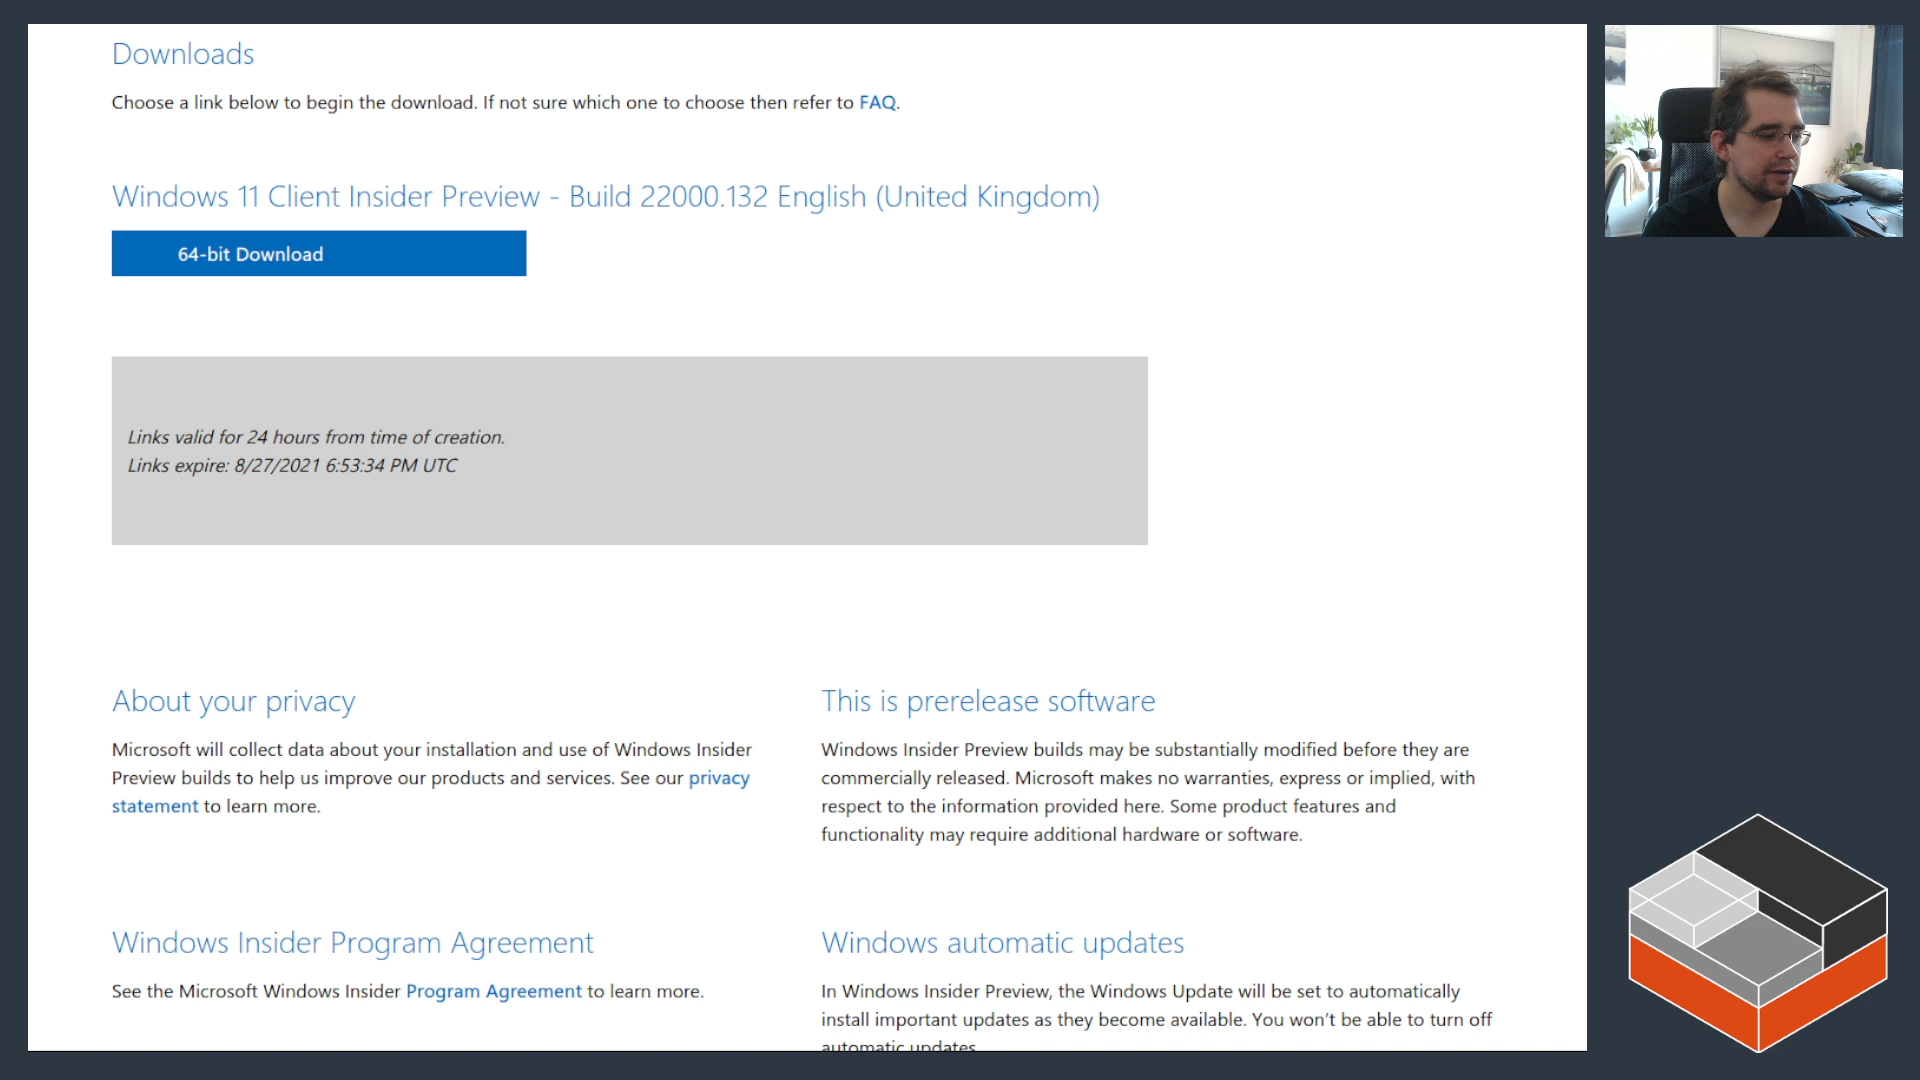 Downloads
Choose a link below to begin the download. If not sure which one to choose then refer to FAQ.
Windows 11 Client Insider Preview - Build 22000.132 English (United Kingdom)
64-bit Download
Links valid for 24 hours from time of creation.
Links expire: 8/27/2021 6:53:34 PM UTC
About your privacy
Microsoft will collect data about your installation and use of Windows Insider
Preview builds to help us improve our products and services. See our privacy
statement to learn more.
This is prerelease software
Windows Insider Preview builds may be substantially modified before they are
commercially released. Microsoft makes no warranties, express or implied, with
respect to the information provided here. Some product features and
functionality may require additional hardware or software.
Windows Insider Program Agreement
See the Microsoft Windows Insider Program Agreement to learn more.
Windows automatic updates
In Windows Insider Preview, the Windows Update will be set to automatically
install important updates as they become available. You won't be able to turn off
automatic updates